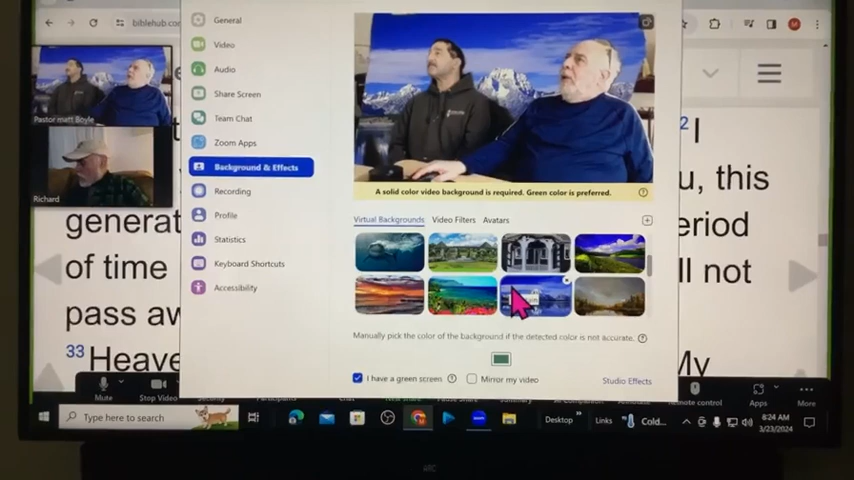 biblehub.com
General
Video
Audio
Share Screen
Team Chat
Zoom Apps
Background & Effects
Recording
Profile
Statistics
Keyboard Shortcuts
Accessibility
Pastor matt Boyle
Richard
A solid color video background is required. Green color is preferred.
Virtual Backgrounds Video Filters Avatars
Manually pick the color of the background if the detected color is not accurate.
I have a green screen Mirror my video Studio Effects
2 I
u, this
generat eriod
of time ll not
pass aw
33 Heave My
Mute Stop Video Remote control Apps More
Type here to search Desktop Links Cold...
8:24 AM
3/23/2024